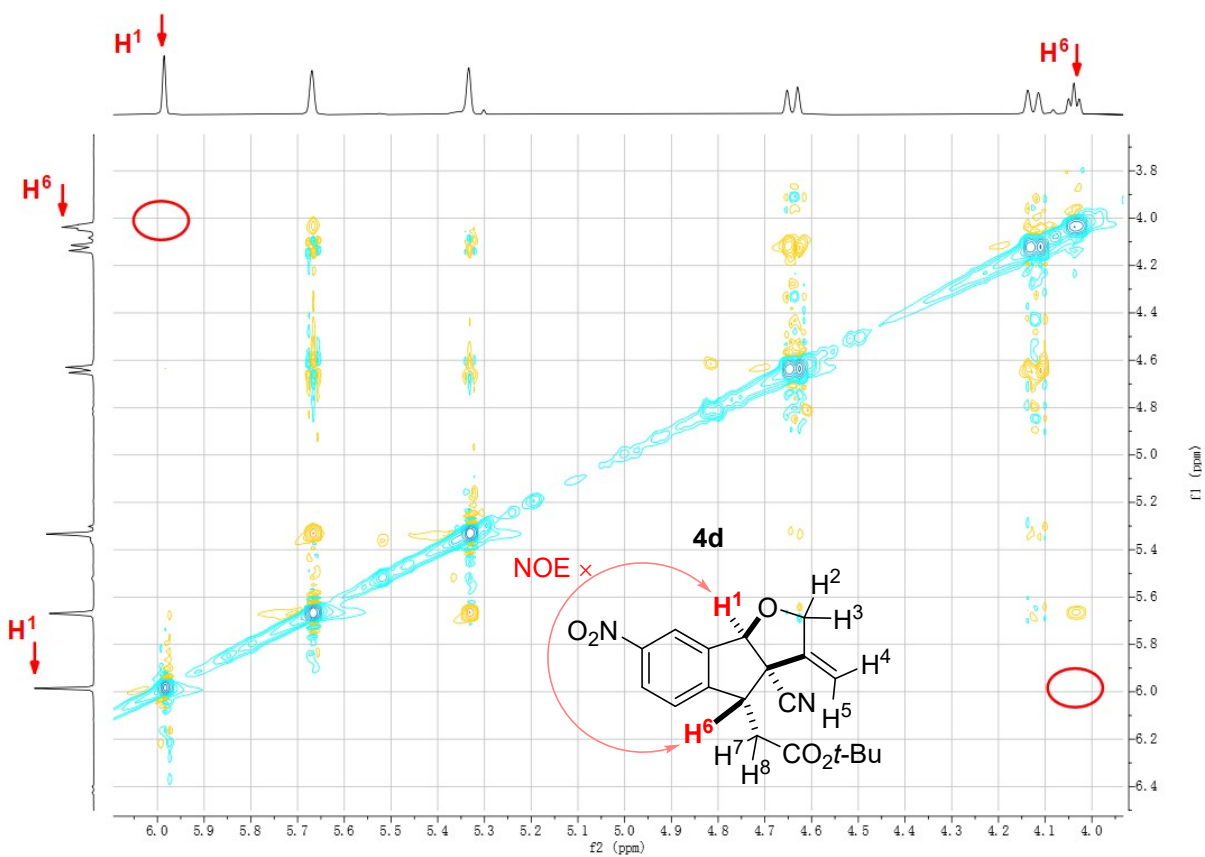 H¹
H⁶
H⁶
H¹
3.8
4.0
4.2
4.4
4.6
4.8
5.0
5.2
5.4
5.6
5.8
6.0
6.2
6.4
f1 (ppm)
4d
NOE ×
H¹
O
H²
H³
O₂N
H⁴
CN
H⁵
H⁶
H⁷
H⁸
CO₂t-Bu
6.0 5.9 5.8 5.7 5.6 5.5 5.4 5.3 5.2 5.1 5.0 4.9 4.8 4.7 4.6 4.5 4.4 4.3 4.2 4.1 4.0
f2 (ppm)